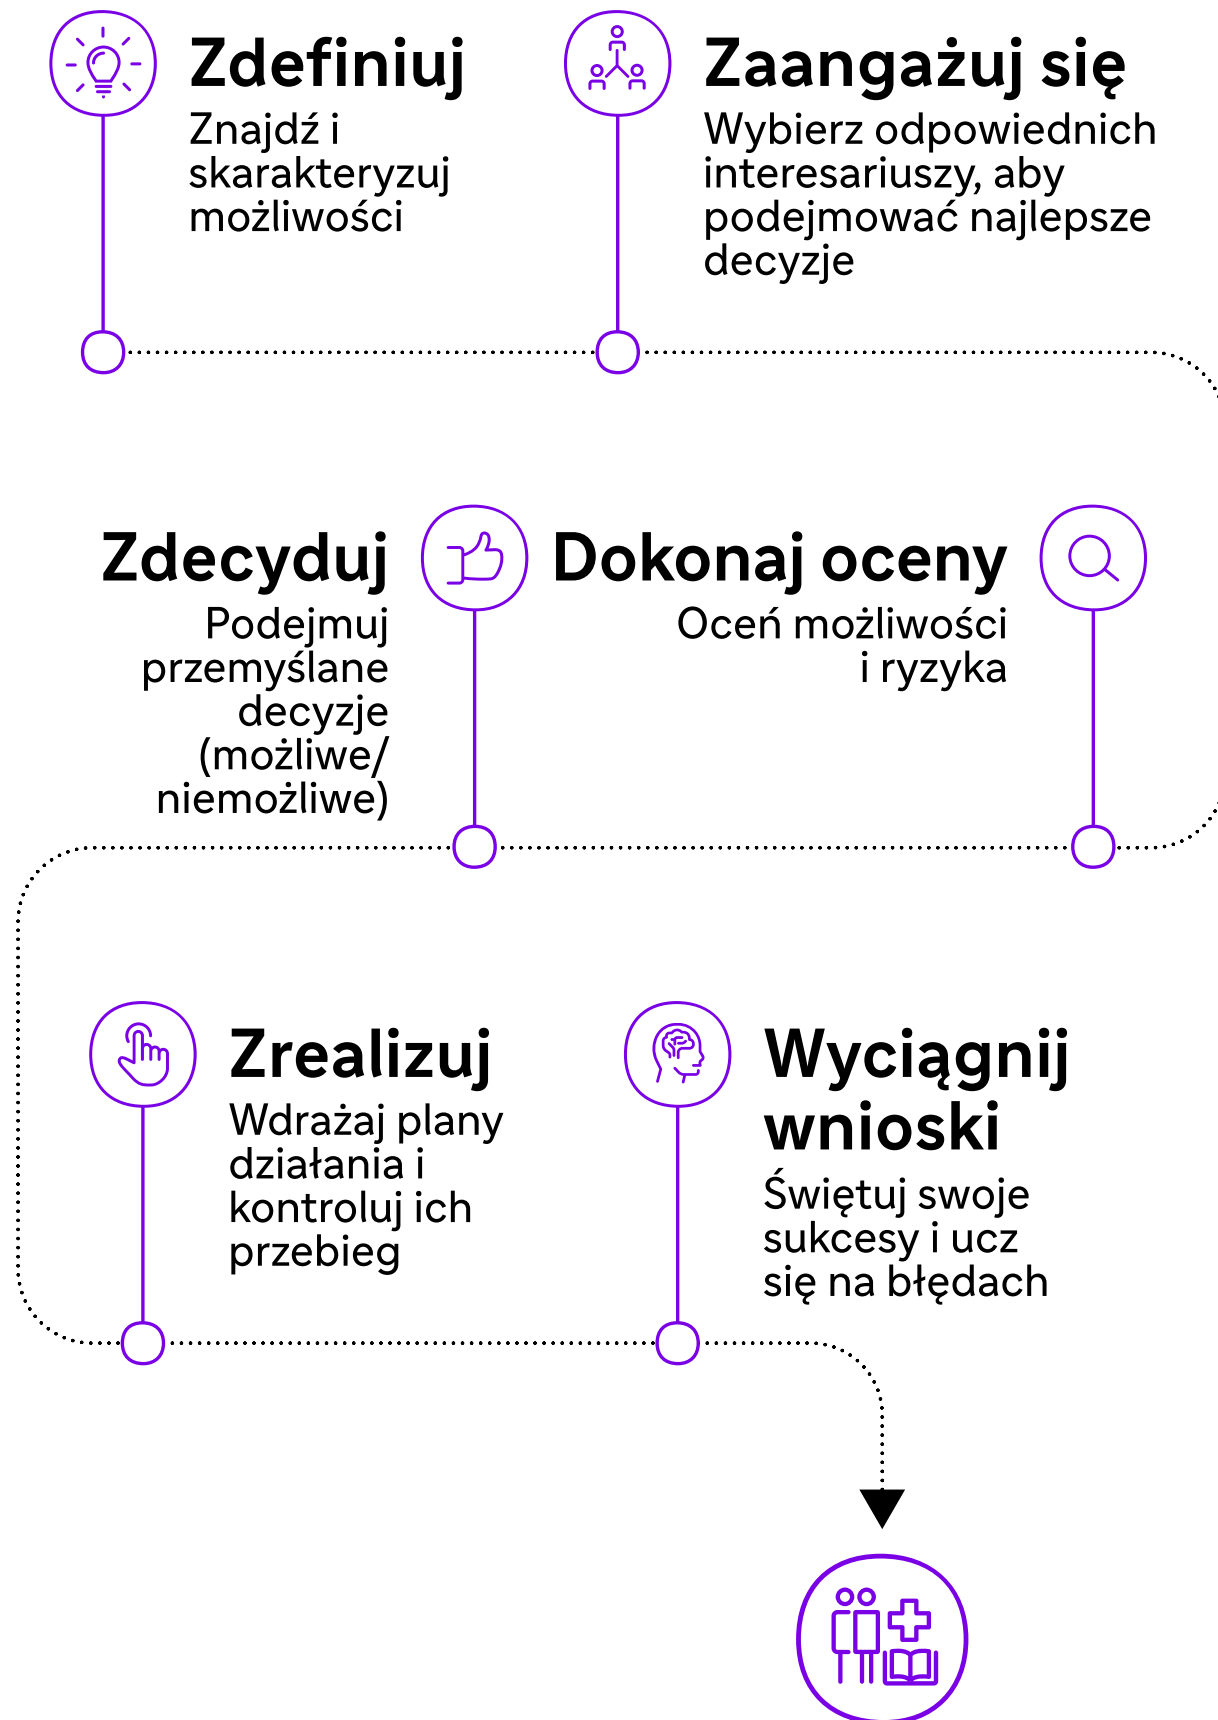 Zdefiniuj
Znajdź i
skarakteryzuj
możliwości
Zaangażuj się
Wybierz odpowiednich
interesariuszy, aby
podejmować najlepsze
decyzje
Dokonaj oceny
Oceń możliwości
i ryzyka
Zdecyduj
Podejmuj
przemyślane
decyzje
(możliwe/
niemożliwe)
Zrealizuj
Wdrażaj plany
działania i
kontroluj ich
przebieg
Wyciągnij
wnioski
Świętuj swoje
sukcesy i ucz
się na błędach